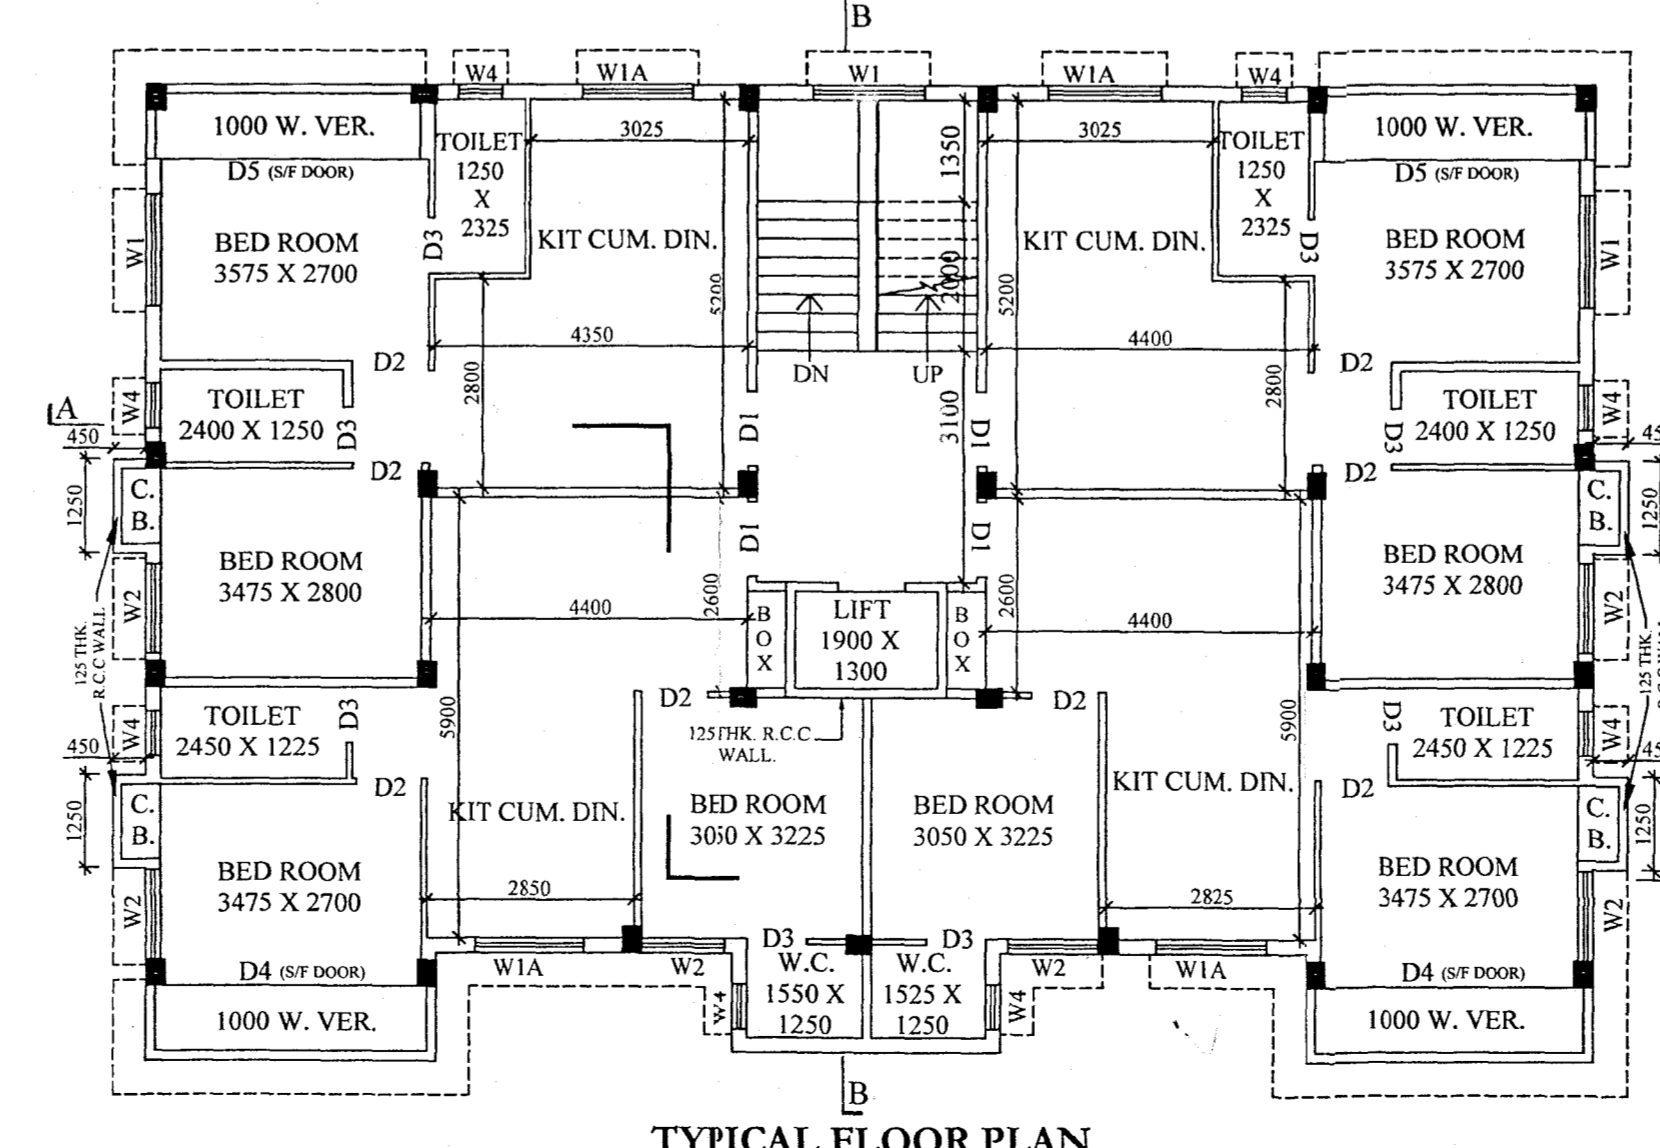 B
W4
W1A
W1
W1A
W4
1000 W. VER.
1000 W. VER.
3025
3025
1350
TOILET
1250
X
2325
TOILET
1250
X
2325
D5 (S/F DOOR)
D5 (S/F DOOR)
W1
W1
BED ROOM
3575 X 2700
BED ROOM
3575 X 2700
D3
D3
KIT CUM. DIN.
KIT CUM. DIN.
5200
5200
2000
4350
4400
DN
UP
D2
D2
2800
2800
A
W4
W4
TOILET
2400 X 1250
TOILET
2400 X 1250
D3
D3
D1
D1
3100
450
45
D2
D2
C.
B.
C.
B.
1250
1250
D1
D1
BED ROOM
3475 X 2800
BED ROOM
3475 X 2800
W2
W2
2600
2600
4400
4400
B
O
X
LIFT
1900 X
1300
B
O
X
125 THK.
R.C.C WALL
125 THK.
D2
D2
5900
5900
TOILET
2450 X 1225
TOILET
2450 X 1225
D3
D3
W4
W4
125THK. R.C.C.
WALL.
450
45
D2
D2
C.
B.
C.
B.
1250
1250
KIT CUM. DIN.
KIT CUM. DIN.
BED ROOM
3050 X 3225
BED ROOM
3050 X 3225
BED ROOM
3475 X 2700
BED ROOM
3475 X 2700
2850
2825
W2
W2
D3
D3
W1A
W2
W2
W1A
W.C.
1550 X
1250
W.C.
1525 X
1250
W4
W4
D4 (S/F DOOR)
D4 (S/F DOOR)
1000 W. VER.
1000 W. VER.
B
TYPICAL FLOOR PLAN